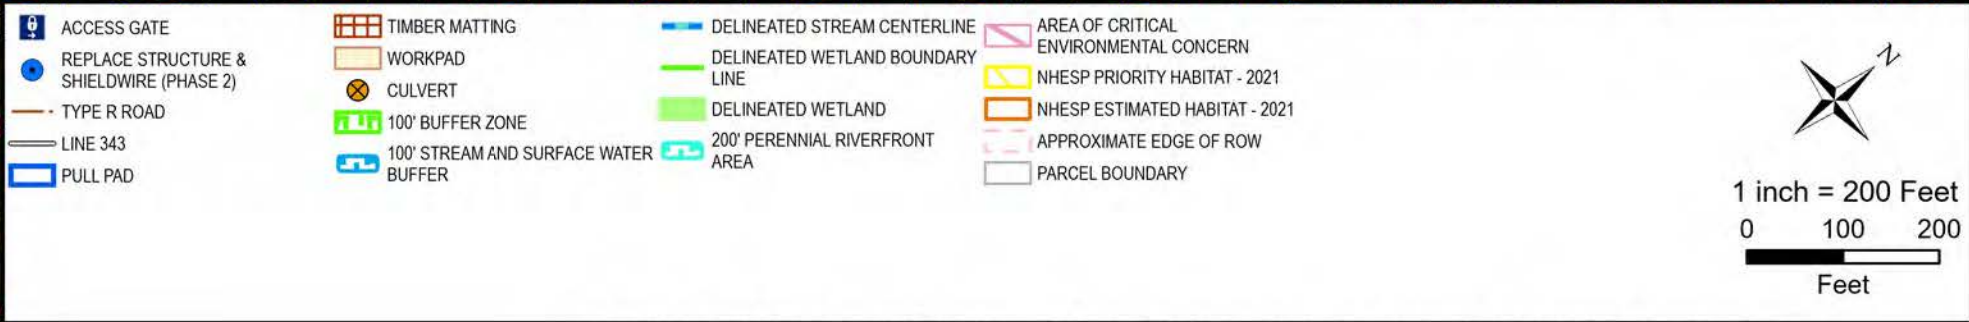 ACCESS GATE
REPLACE STRUCTURE &
SHIELDWIRE (PHASE 2)
TYPE R ROAD
LINE 343
PULL PAD
TIMBER MATTING
WORKPAD
CULVERT
100' BUFFER ZONE
100' STREAM AND SURFACE WATER
BUFFER
DELINEATED STREAM CENTERLINE
DELINEATED WETLAND BOUNDARY
LINE
DELINEATED WETLAND
200' PERENNIAL RIVERFRONT
AREA
AREA OF CRITICAL
ENVIRONMENTAL CONCERN
NHESP PRIORITY HABITAT - 2021
NHESP ESTIMATED HABITAT - 2021
APPROXIMATE EDGE OF ROW
PARCEL BOUNDARY
N
1 inch = 200 Feet
0 100 200
Feet